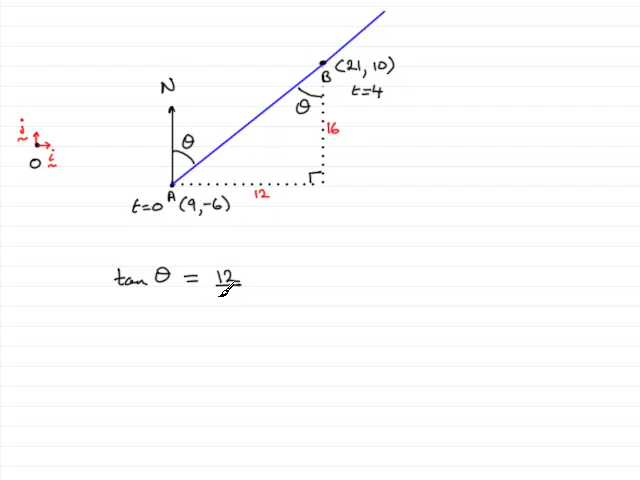 (21, 10)
B
t=4
N
θ
θ
16
j
i
O
12
A
t=0 (9,-6)
tan θ = 12